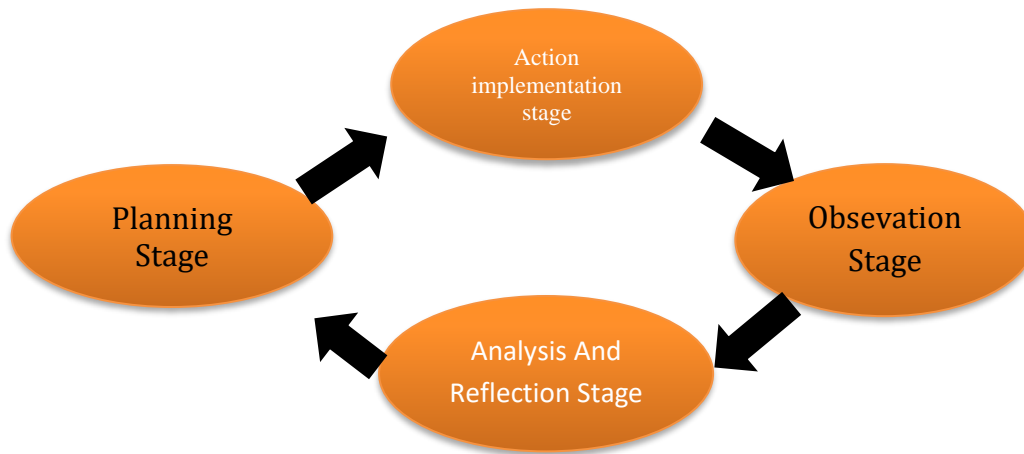 Action
implementation
stage
Planning
Stage
Obsevation
Stage
Analysis And
Reflection Stage